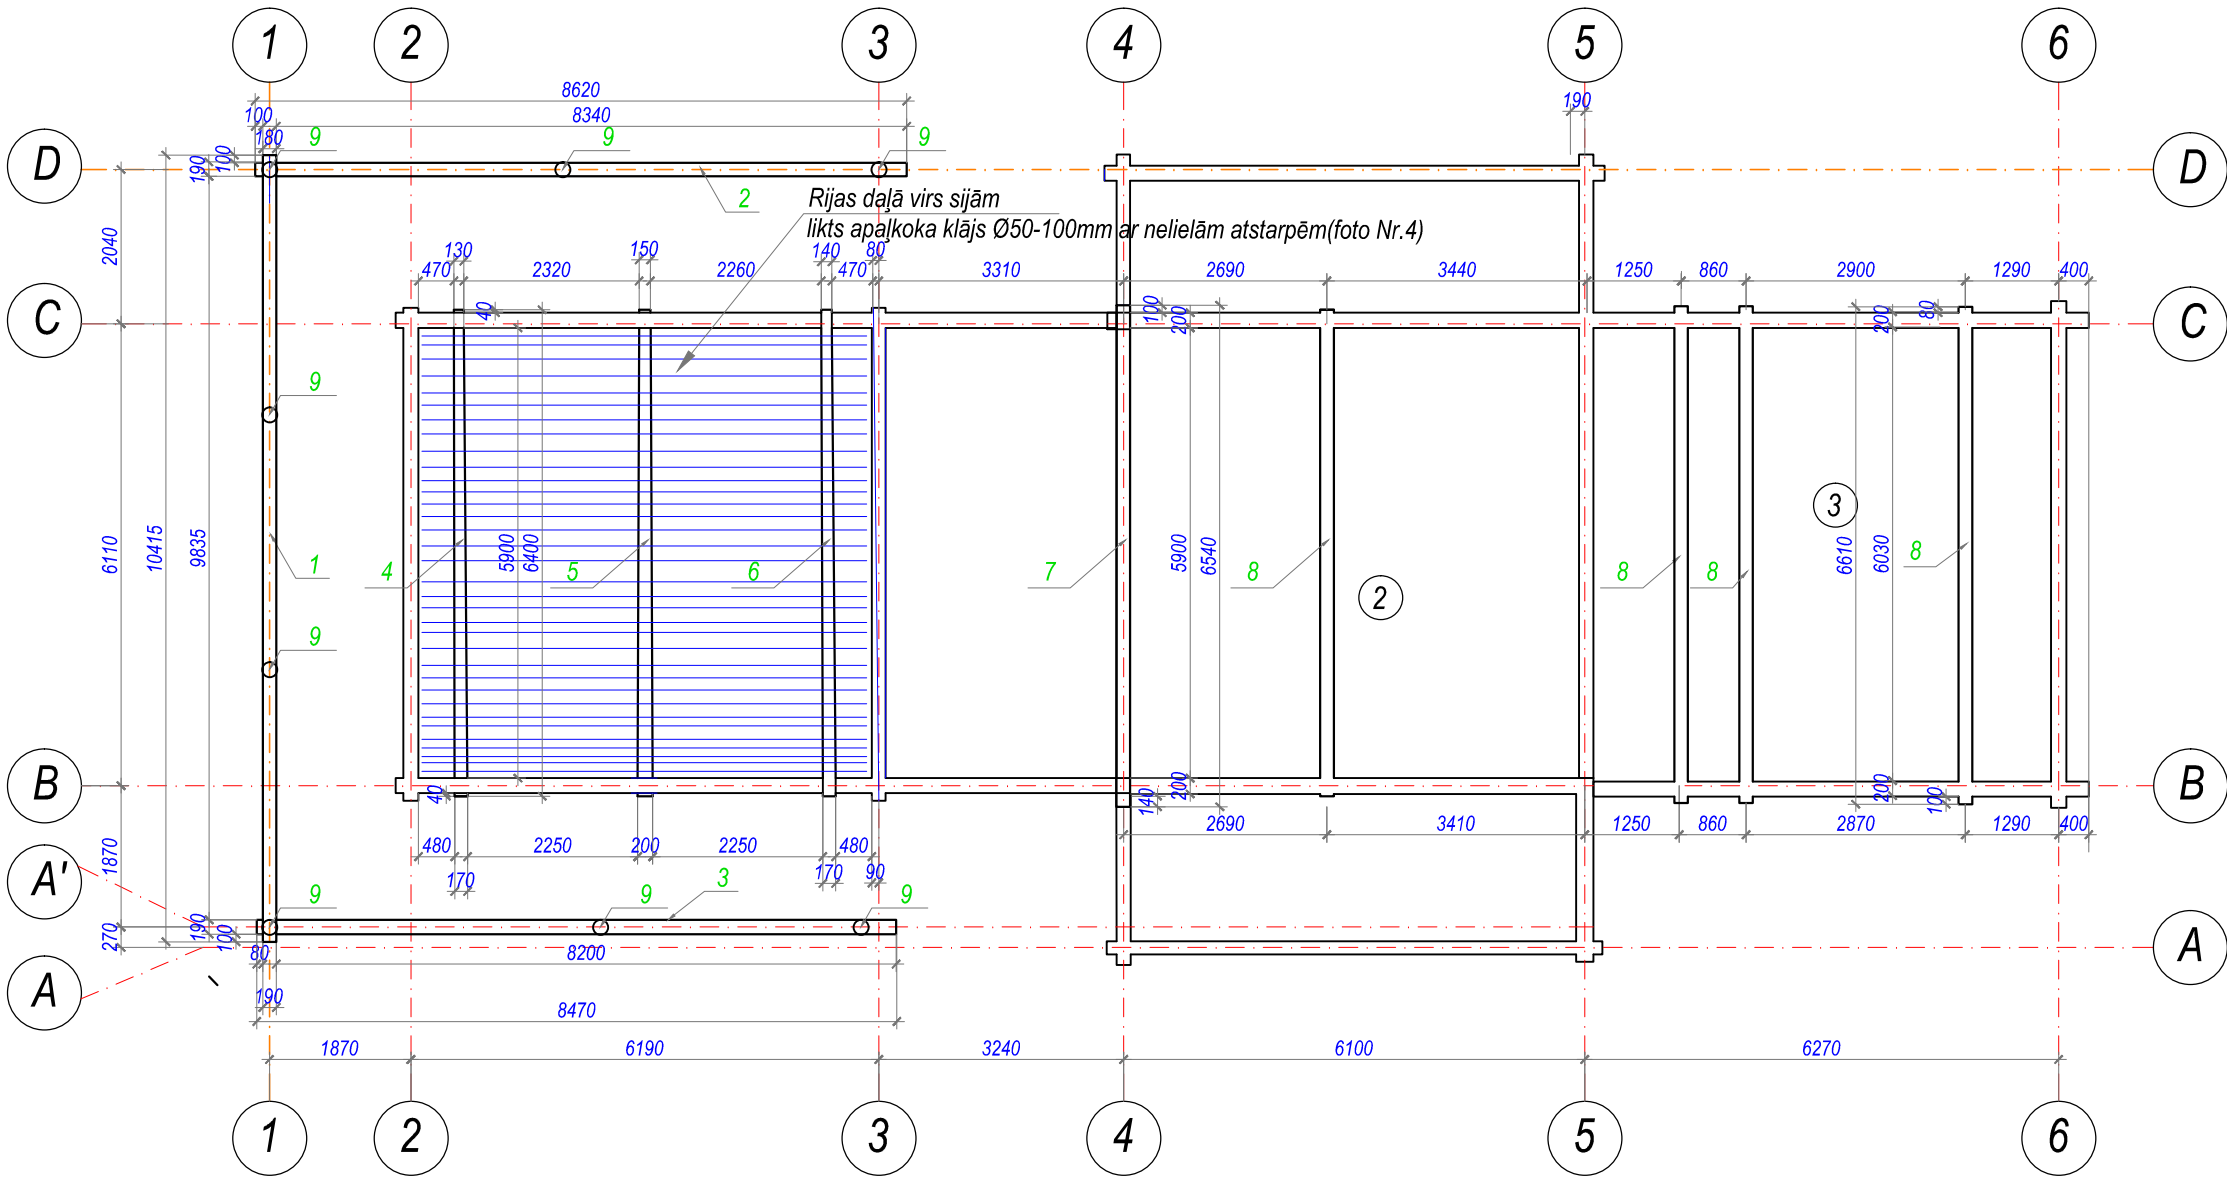 1 2 3 4 5 6
8620
100 8340 190
180 9 9 9
D 190 100 D
2
Rijas daļā virs sijām
likts apaļkoka klājs Ø50-100mm ar nelielām atstarpēm(foto Nr.4)
2040 130 150 140 80
470 2320 2260 470 3310 2690 3440 1250 860 2900 1290 400
C 40 100 200 200 80 C
9
3
6110 10415 9835 5900 6400 5900 6540 6610 6030
1 4 5 6 7 8 8 8 8
2
9
B 40 140 200 200 100 B
2690 3410 1250 860 2870 1290 400
480 2250 200 2250 480
1870 170 170 90
A' 3
9 9 9
270 190 100
80 8200 A
A 190
8470
1870 6190 3240 6100 6270
1 2 3 4 5 6